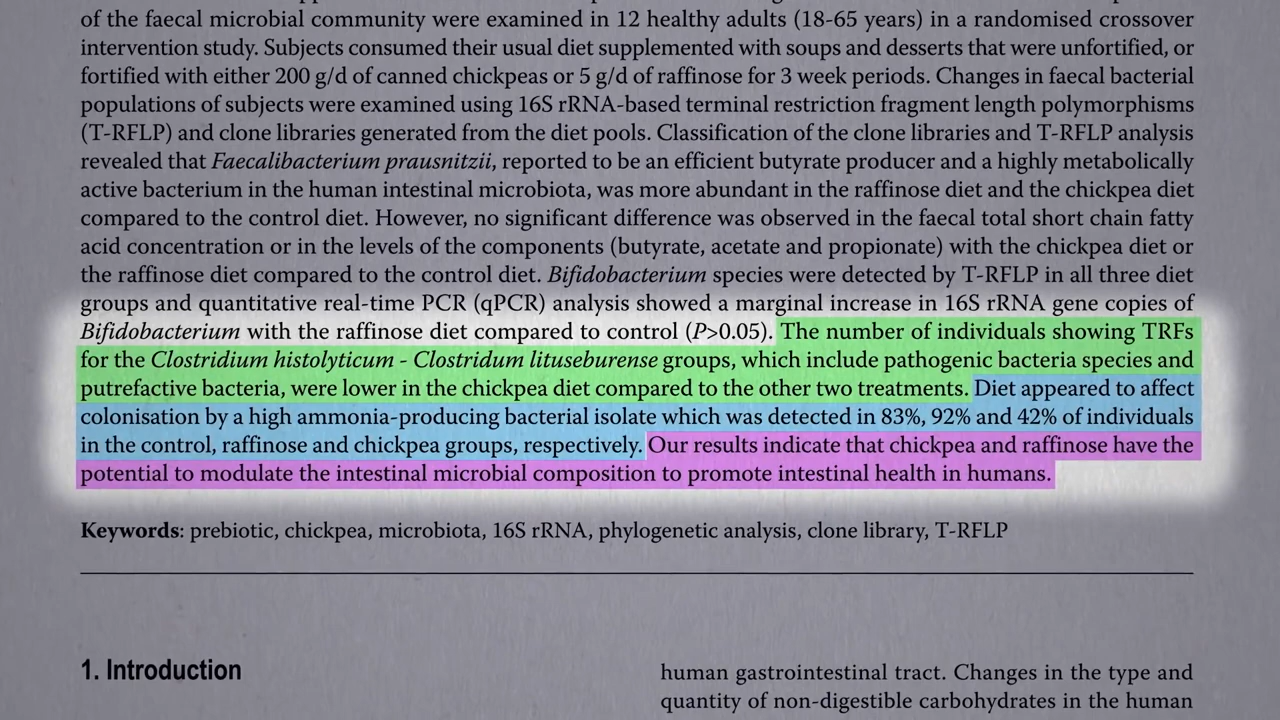 of the faecal microbial community were examined in 12 healthy adults (18-65 years) in a randomised crossover
intervention study. Subjects consumed their usual diet supplemented with soups and desserts that were unfortified, or
fortified with either 200 g/d of canned chickpeas or 5 g/d of raffinose for 3 week periods. Changes in faecal bacterial
populations of subjects were examined using 16S rRNA-based terminal restriction fragment length polymorphisms
(T-RFLP) and clone libraries generated from the diet pools. Classification of the clone libraries and T-RFLP analysis
revealed that Faecalibacterium prausnitzii, reported to be an efficient butyrate producer and a highly metabolically
active bacterium in the human intestinal microbiota, was more abundant in the raffinose diet and the chickpea diet
compared to the control diet. However, no significant difference was observed in the faecal total short chain fatty
acid concentration or in the levels of the components (butyrate, acetate and propionate) with the chickpea diet or
the raffinose diet compared to the control diet. Bifidobacterium species were detected by T-RFLP in all three diet
groups and quantitative real-time PCR (qPCR) analysis showed a marginal increase in 16S rRNA gene copies of
Bifidobacterium with the raffinose diet compared to control (P>0.05). The number of individuals showing TRFs
for the Clostridium histolyticum - Clostridum lituseburense groups, which include pathogenic bacteria species and
putrefactive bacteria, were lower in the chickpea diet compared to the other two treatments. Diet appeared to affect
colonisation by a high ammonia-producing bacterial isolate which was detected in 83%, 92% and 42% of individuals
in the control, raffinose and chickpea groups, respectively. Our results indicate that chickpea and raffinose have the
potential to modulate the intestinal microbial composition to promote intestinal health in humans.
Keywords: prebiotic, chickpea, microbiota, 16S rRNA, phylogenetic analysis, clone library, T-RFLP
1. Introduction
human gastrointestinal tract. Changes in the type and
quantity of non-digestible carbohydrates in the human